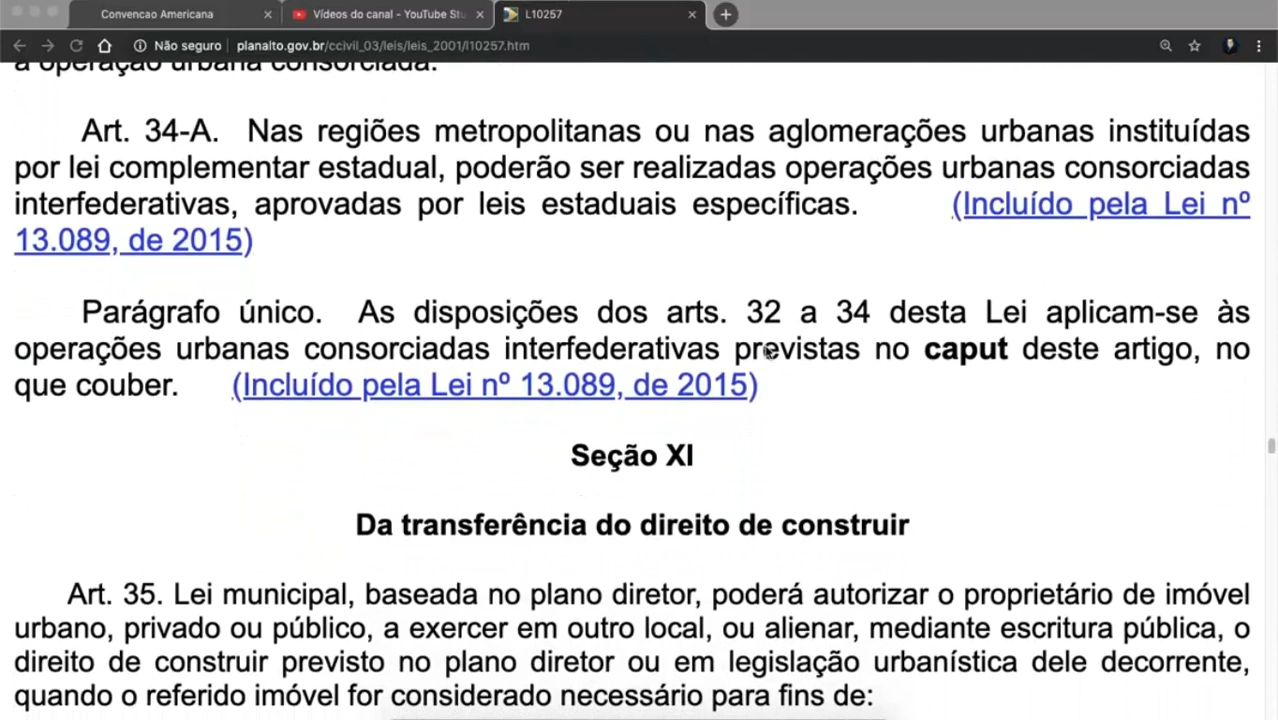 Convencao Americana
Vídeos do canal - YouTube Stu
L10257
Não seguro
planalto.gov.br/ccivil_03/leis/leis_2001/l10257.htm
a operação urbana consorciada.
Art. 34-A. Nas regiões metropolitanas ou nas aglomerações urbanas instituídas
por lei complementar estadual, poderão ser realizadas operações urbanas consorciadas
interfederativas, aprovadas por leis estaduais específicas. (Incluído pela Lei nº
13.089, de 2015)
Parágrafo único. As disposições dos arts. 32 a 34 desta Lei aplicam-se às
operações urbanas consorciadas interfederativas previstas no caput deste artigo, no
que couber. (Incluído pela Lei nº 13.089, de 2015)
Seção XI
Da transferência do direito de construir
Art. 35. Lei municipal, baseada no plano diretor, poderá autorizar o proprietário de imóvel
urbano, privado ou público, a exercer em outro local, ou alienar, mediante escritura pública, o
direito de construir previsto no plano diretor ou em legislação urbanística dele decorrente,
quando o referido imóvel for considerado necessário para fins de: